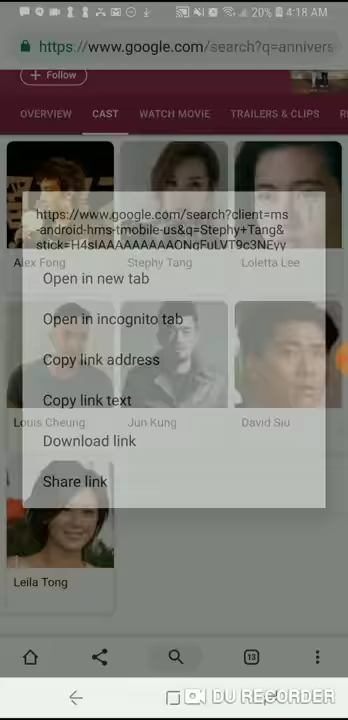 20% 4:18 AM
https://www.google.com/search?q=annivers
+ Follow
OVERVIEW CAST WATCH MOVIE TRAILERS & CLIPS
https://www.google.com/search?client=ms
-android-hms-tmobile-us&q=Stephy+Tang&
Alex Fong Stephy Tang Loletta Lee
Open in new tab
Open in incognito tab
Copy link address
Copy link text
Louis Cheung Jun Kung David Siu
Download link
Share link
Leila Tong
13
DU RECORDER